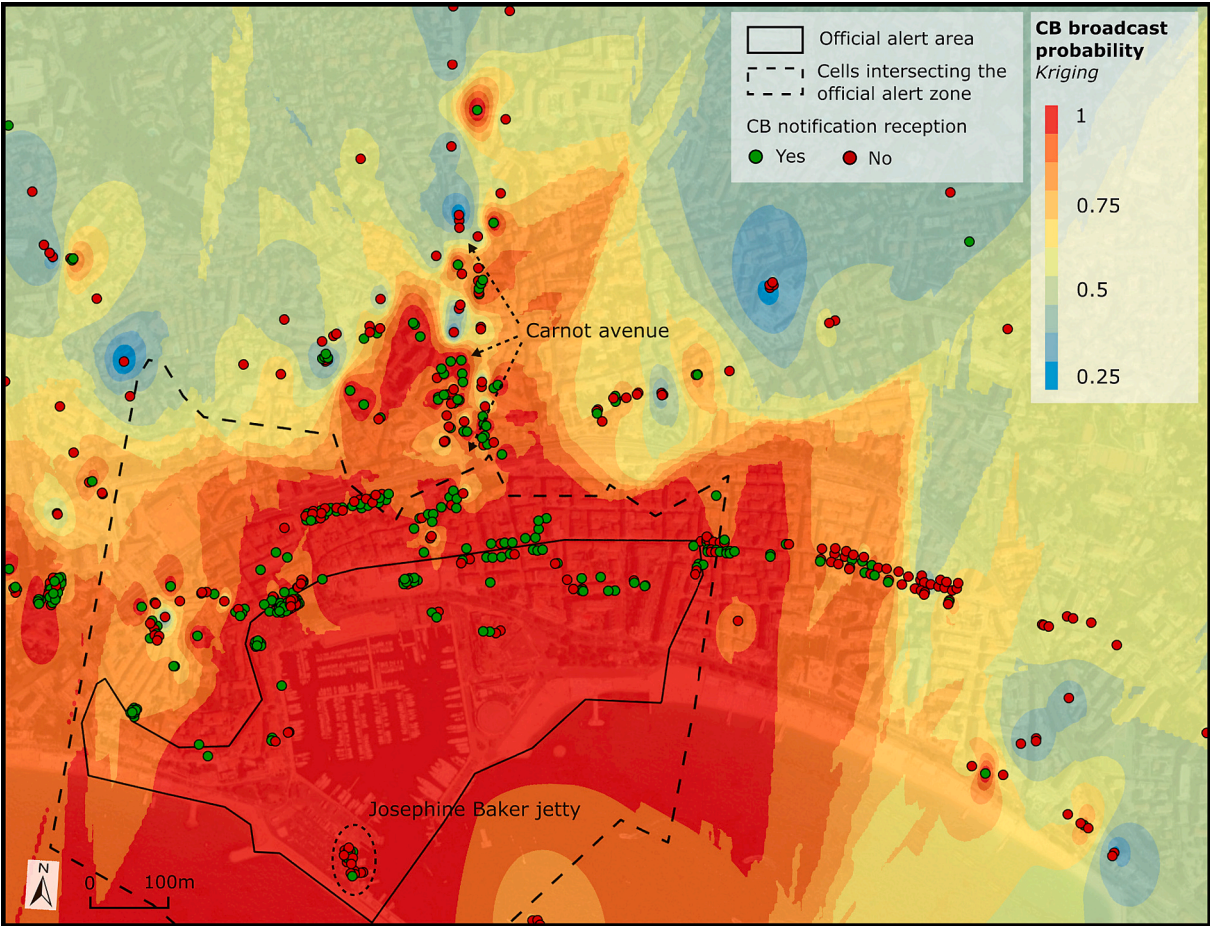 Official alert area
Cells intersecting the
official alert zone
CB notification reception
Yes
No
CB broadcast
probability
Kriging
1
0.75
0.5
0.25
Carnot avenue
Josephine Baker jetty
N
0
100m